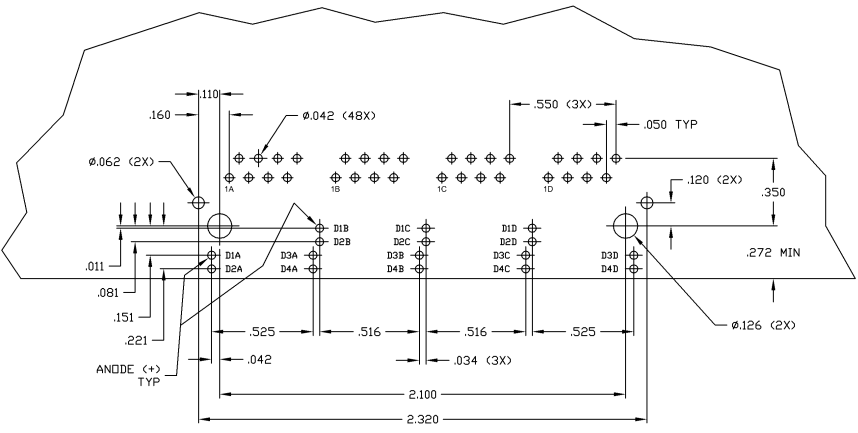 .110
.160
Ø.042 (48X)
.550 (3X)
.050 TYP
Ø.062 (2X)
1A
1B
1C
1D
.120 (2X)
.350
D1B
D1C
D1D
D2B
D2C
D2D
.272 MIN
.011
D1A
D3A
D3B
D3C
D3D
D2A
D4A
D4B
D4C
D4D
.081
.151
.221
.525
.516
.516
.525
Ø.126 (2X)
.042
.034 (3X)
ANODE (+)
TYP
2.100
2.320